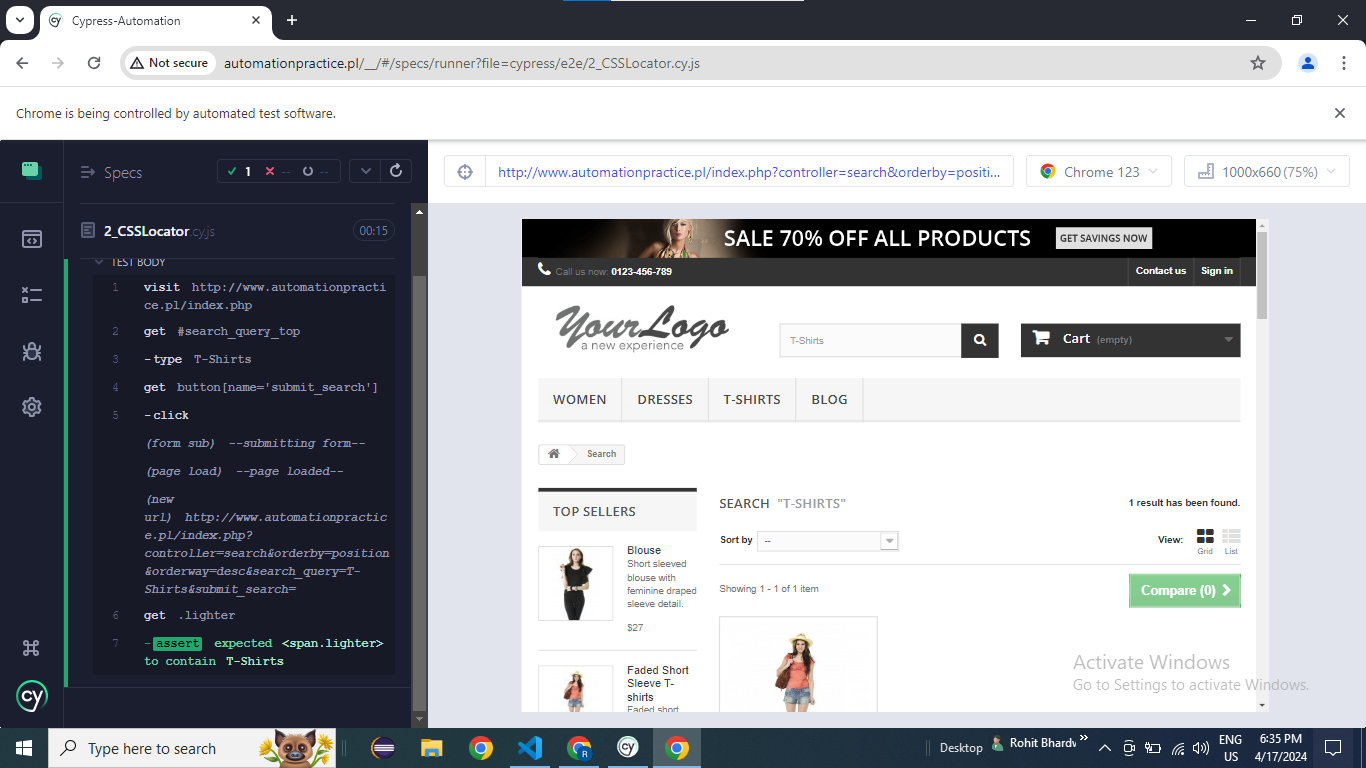 Cypress-Automation
Not secure
automationpractice.pl/__/#/specs/runner?file=cypress/e2e/2_CSSLocator.cy.js
Chrome is being controlled by automated test software.
Specs
1 -- --
http://www.automationpractice.pl/index.php?controller=search&orderby=positi...
Chrome 123
1000x660 (75%)
2_CSSLocator.cy.js
00:15
TEST BODY
1 visit http://www.automationpracti
ce.pl/index.php
2 get #search_query_top
3 -type T-Shirts
4 get button[name='submit_search']
5 -click
(form sub) --submitting form--
(page load) --page loaded--
(new
url) http://www.automationpractic
e.pl/index.php?
controller=search&orderby=position
&orderway=desc&search_query=T-
Shirts&submit_search=
6 get .lighter
7 -assert expected <span.lighter>
to contain T-Shirts
cy
SALE 70% OFF ALL PRODUCTS
GET SAVINGS NOW
Call us now: 0123-456-789
Contact us
Sign in
YourLogo
a new experience
T-Shirts
Cart (empty)
WOMEN
DRESSES
T-SHIRTS
BLOG
Search
TOP SELLERS
Blouse
Short sleeved
blouse with
feminine draped
sleeve detail.
$27
Faded Short
Sleeve T-
shirts
Faded short
SEARCH "T-SHIRTS"
1 result has been found.
Sort by
--
View:
Grid
List
Showing 1 - 1 of 1 item
Compare (0)
Activate Windows
Go to Settings to activate Windows.
Type here to search
Desktop
Rohit Bhardw
ENG
US
6:35 PM
4/17/2024